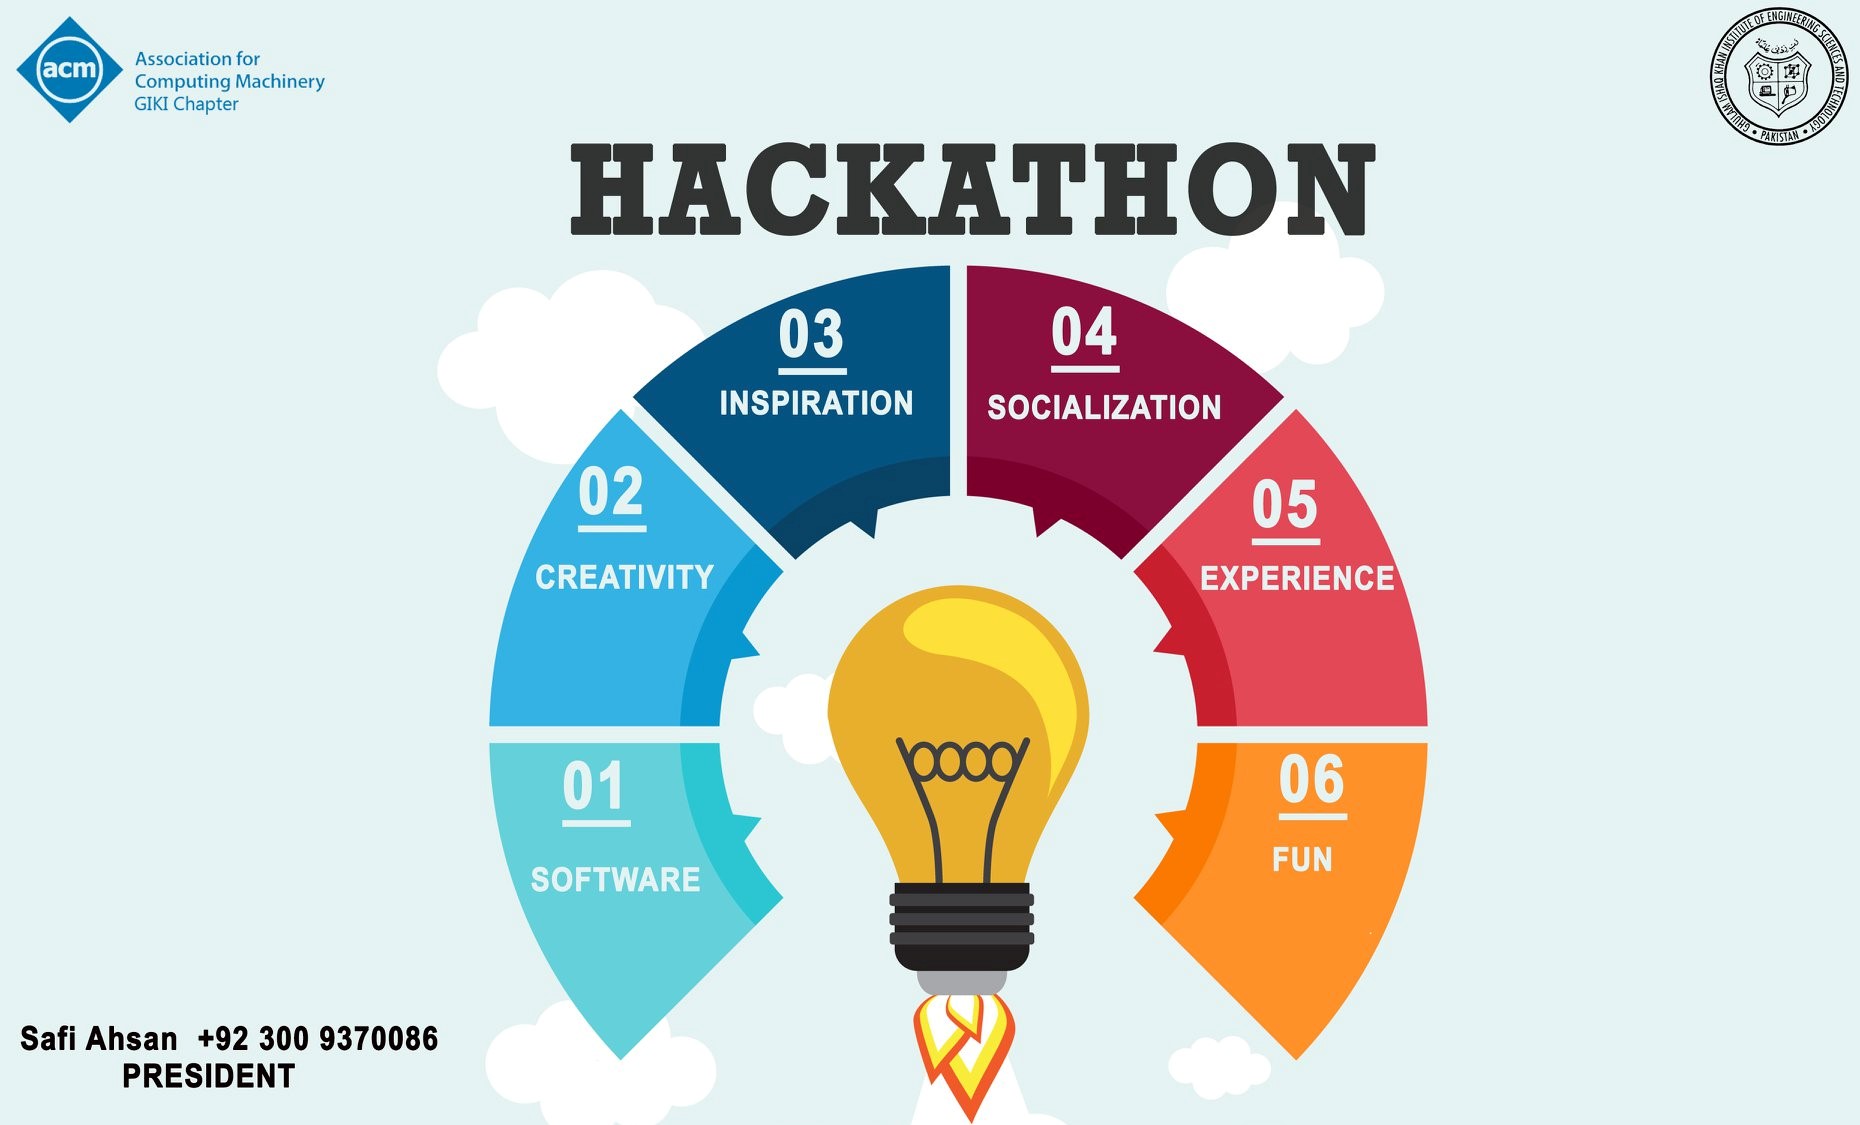 acm
Association for
Computing Machinery
GIKI Chapter
GHULAM ISHAQ KHAN INSTITUTE OF ENGINEERING SCIENCES AND TECHNOLOGY
• PAKISTAN •
HACKATHON
01
SOFTWARE
02
CREATIVITY
03
INSPIRATION
04
SOCIALIZATION
05
EXPERIENCE
06
FUN
Safi Ahsan +92 300 9370086
PRESIDENT